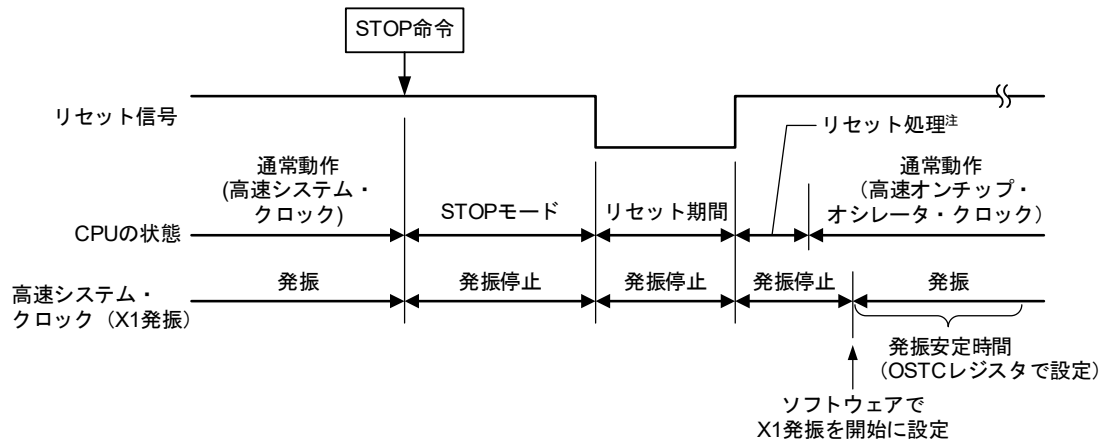 STOP命令
リセット信号
リセット処理注
通常動作
(高速システム・
クロック)
STOPモード
リセット期間
通常動作
（高速オンチップ・
オシレータ・クロック）
CPUの状態
発振
発振停止
発振停止
発振停止
発振
高速システム・
クロック（X1発振）
発振安定時間
（OSTCレジスタで設定）
ソフトウェアで
X1発振を開始に設定